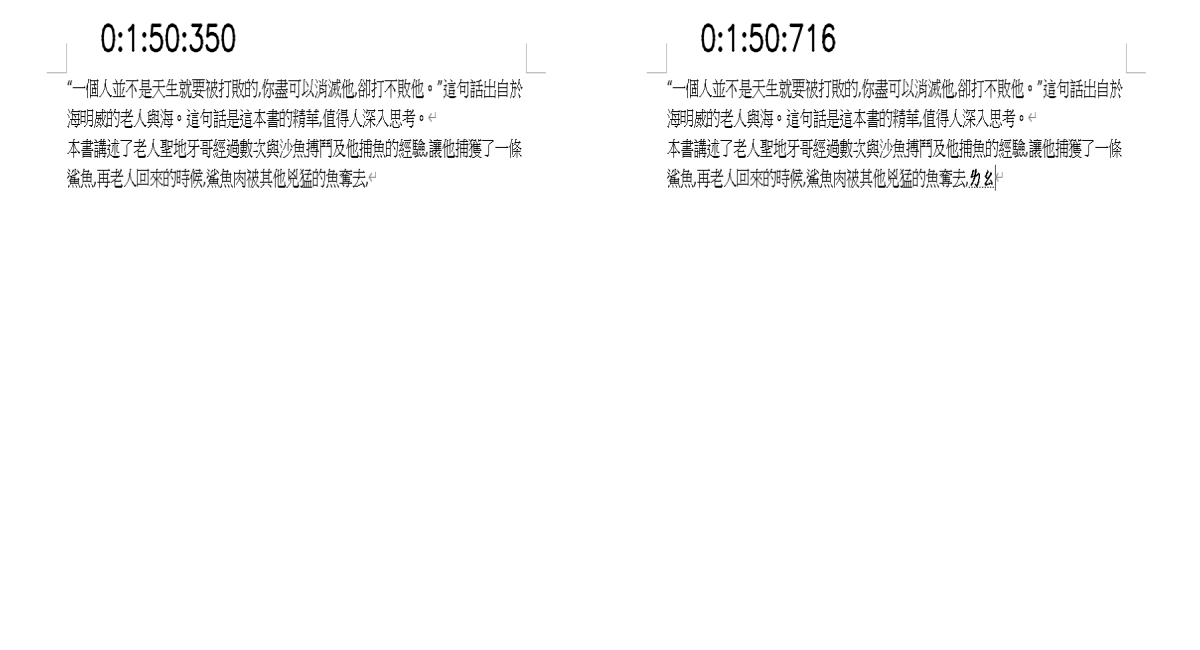 0:1:50:350
“一個人並不是天生就要被打敗的,你盡可以消滅他,卻打不敗他。”這句話出自於
海明威的老人與海。這句話是這本書的精華,值得人深入思考。
本書講述了老人聖地牙哥經過數次與沙魚搏鬥及他捕魚的經驗,讓他捕獲了一條
鯊魚,再老人回來的時候,鯊魚肉被其他兇猛的魚奪去,
0:1:50:716
“一個人並不是天生就要被打敗的,你盡可以消滅他,卻打不敗他。”這句話出自於
海明威的老人與海。這句話是這本書的精華,值得人深入思考。
本書講述了老人聖地牙哥經過數次與沙魚搏鬥及他捕魚的經驗,讓他捕獲了一條
鯊魚,再老人回來的時候,鯊魚肉被其他兇猛的魚奪去,ㄌㄠ